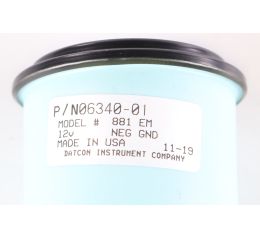 P/N06340-01
MODEL # 881 EM
12v NEG GND
MADE IN USA 11-19
DATCON INSTRUMENT COMPANY